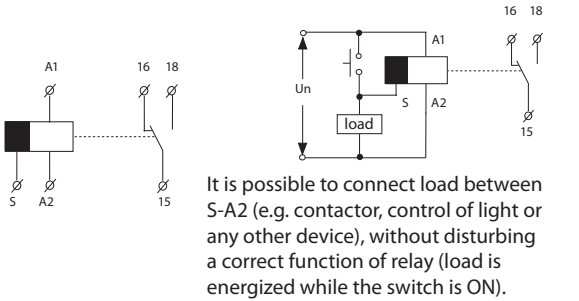 A1 16 18
S A2 15
16 18
A1
Un
S A2
load
15
It is possible to connect load between
S-A2 (e.g. contactor, control of light or
any other device), without disturbing
a correct function of relay (load is
energized while the switch is ON).